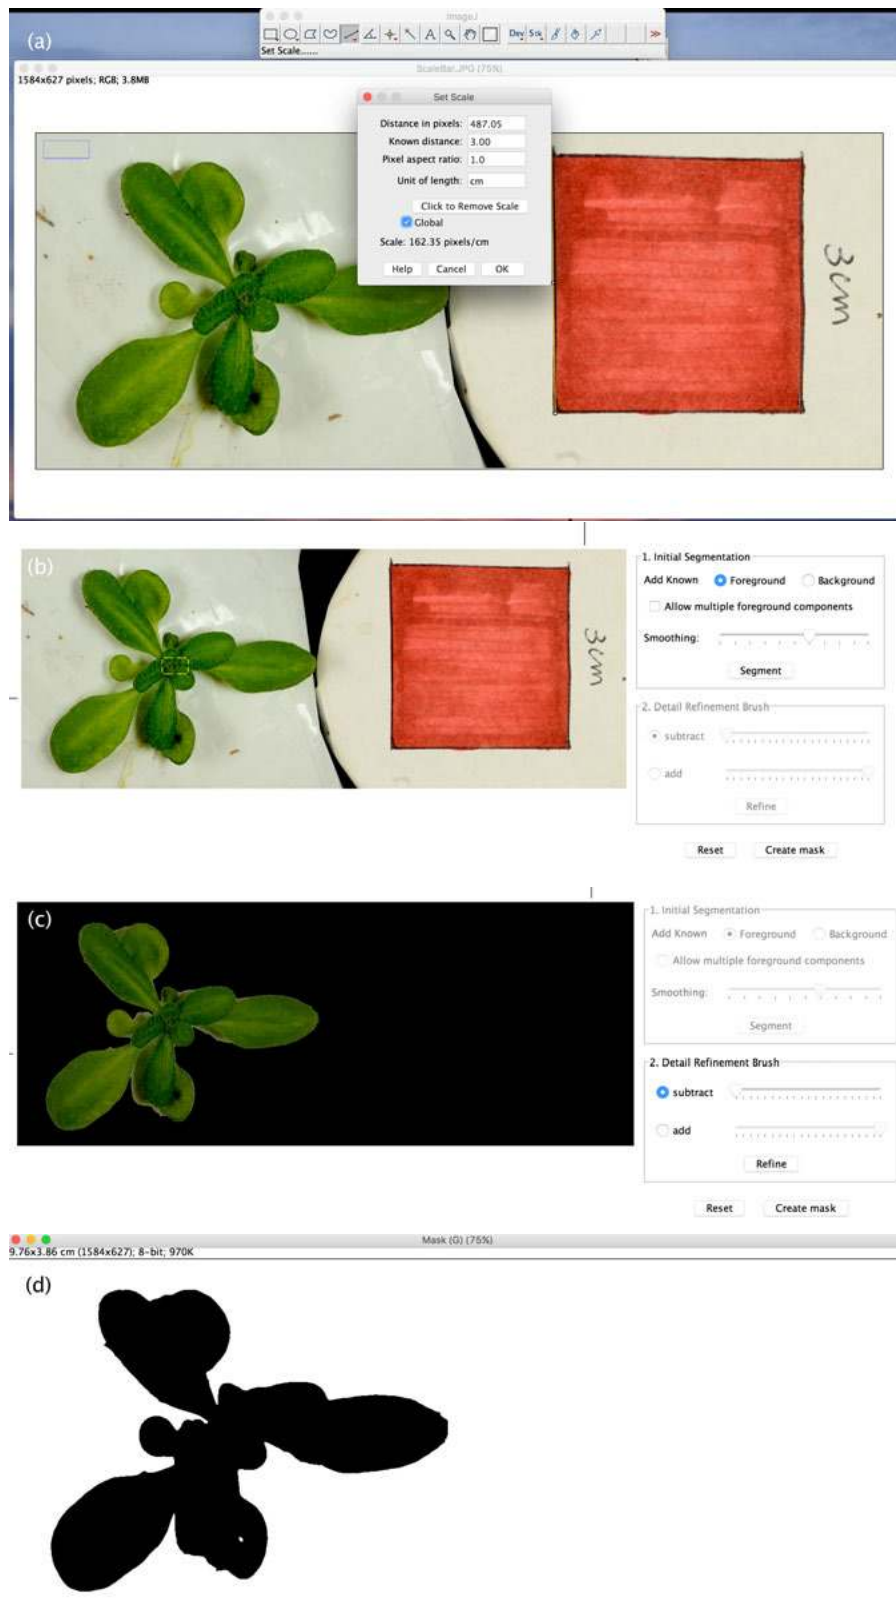 (a)
ImageJ
Dev Stk
Set Scale......
ScaleBar.JPG (75%)
1584x627 pixels; RGB; 3.8MB
Set Scale
Distance in pixels: 487.05
Known distance: 3.00
Pixel aspect ratio: 1.0
Unit of length: cm
Click to Remove Scale
Global
Scale: 162.35 pixels/cm
Help Cancel OK
3cm
(b)
1. Initial Segmentation
Add Known Foreground Background
Allow multiple foreground components
Smoothing:
Segment
2. Detail Refinement Brush
subtract
add
Refine
Reset Create mask
3cm
(c)
1. Initial Segmentation
Add Known Foreground Background
Allow multiple foreground components
Smoothing:
Segment
2. Detail Refinement Brush
subtract
add
Refine
Reset Create mask
Mask (G) (75%)
9.76x3.86 cm (1584x627); 8-bit; 970K
(d)